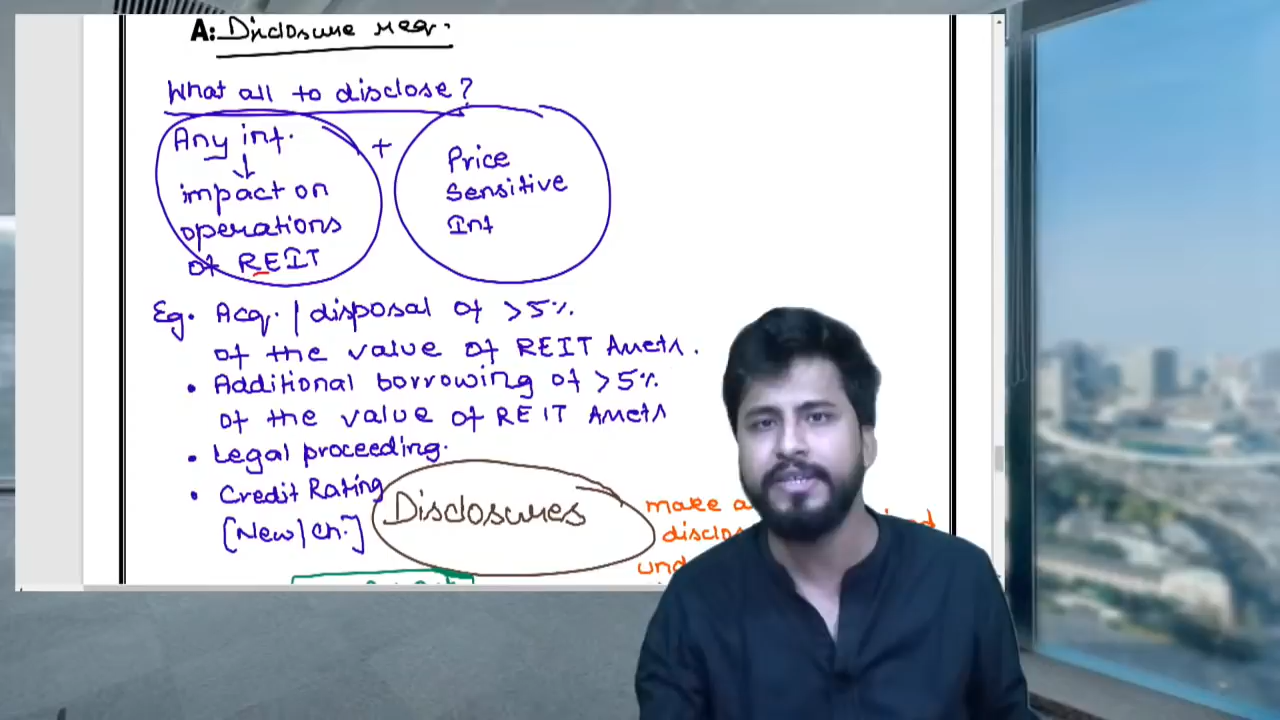 A: Disclosure req.
What all to disclose?
Any inf. + Price
impact on Sensitive
operations Inf
of REIT
Eg. Acq. / disposal of >5%
of the value of REIT Assets.
• Additional borrowing of >5%
of the value of REIT Assets
• Legal proceeding.
• Credit Rating
[New/ch.]
Disclosures
make a
disclos
und